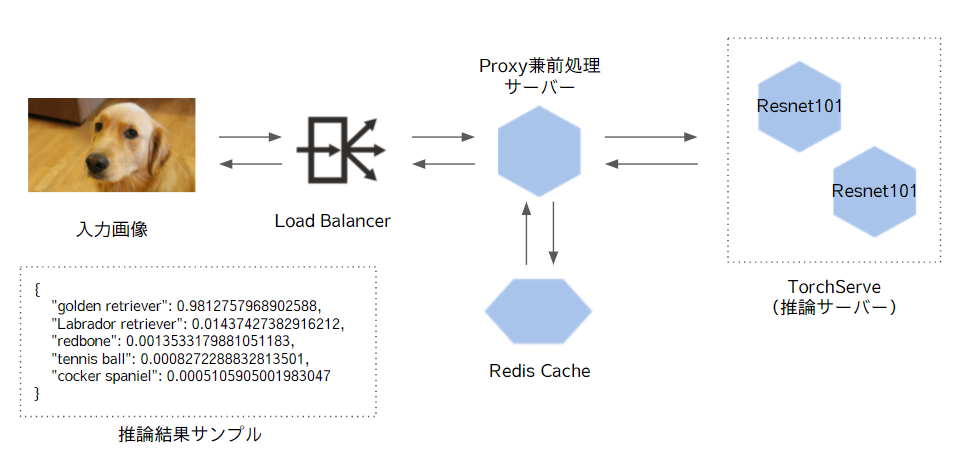 Proxy兼前処理
サーバー
Resnet101
Resnet101
入力画像
Load Balancer
TorchServe
（推論サーバー）
Redis Cache
{
"golden retriever": 0.9812757968902588,
"Labrador retriever": 0.01437427382916212,
"redbone": 0.0013533179881051183,
"tennis ball": 0.0008272288832813501,
"cocker spaniel": 0.0005105905001983047
}
推論結果サンプル